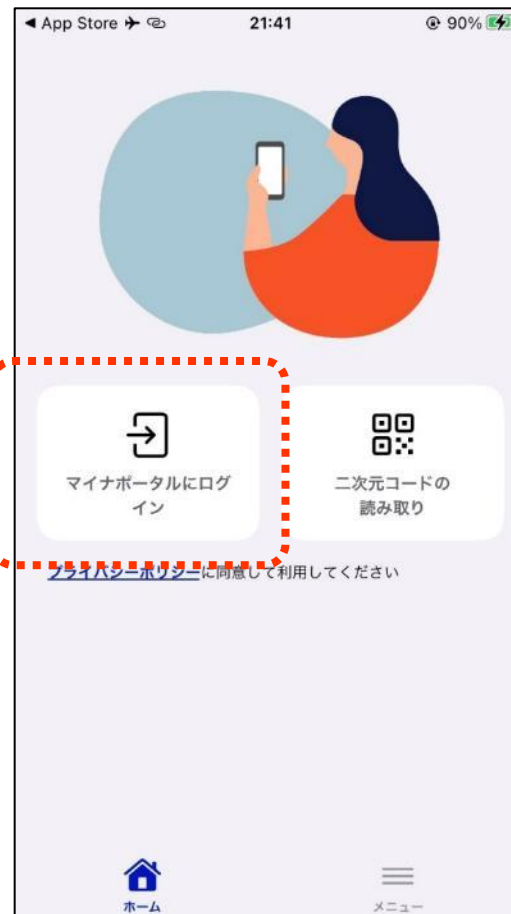 App Store
21:41
90%
マイナポータルにログ
イン
二次元コードの
読み取り
プライバシーポリシーに同意して利用してください
ホーム
メニュー